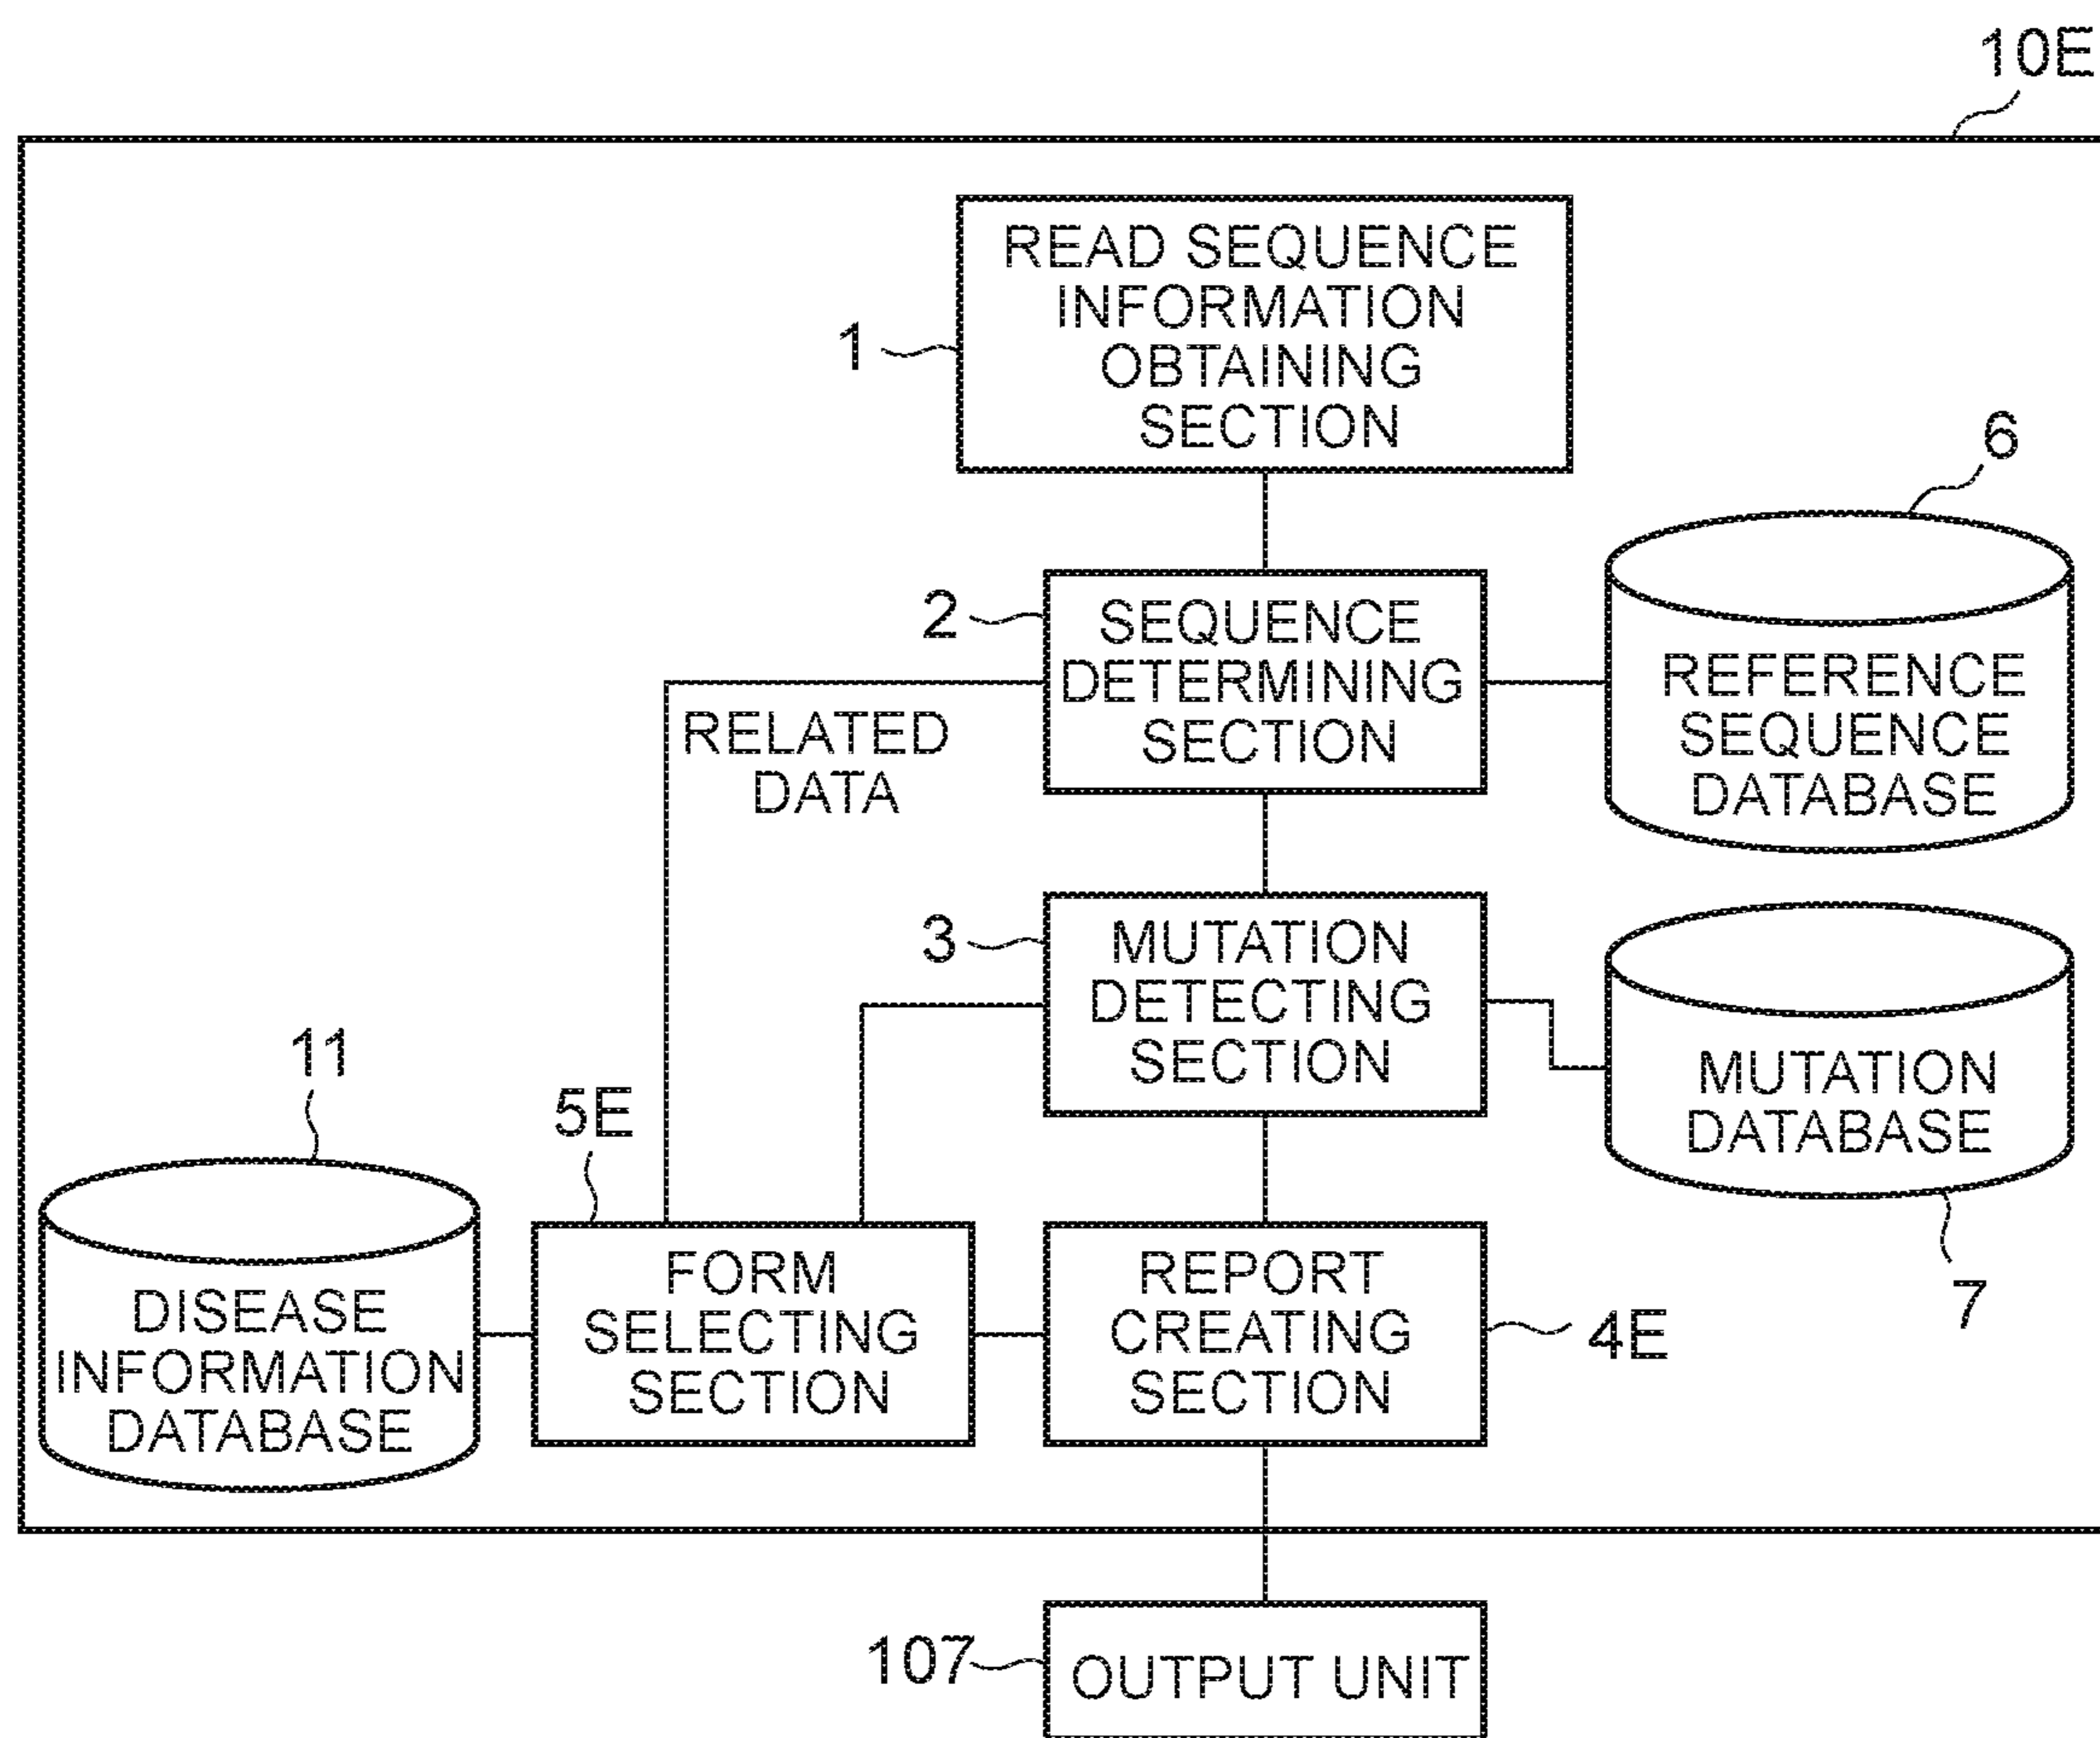 10E
READ SEQUENCE
INFORMATION
OBTAINING
SECTION
1
6
2
SEQUENCE
DETERMINING
SECTION
REFERENCE
SEQUENCE
DATABASE
RELATED
DATA
3
MUTATION
DETECTING
SECTION
MUTATION
DATABASE
7
11
5E
DISEASE
INFORMATION
DATABASE
FORM
SELECTING
SECTION
REPORT
CREATING
SECTION
4E
107
OUTPUT UNIT